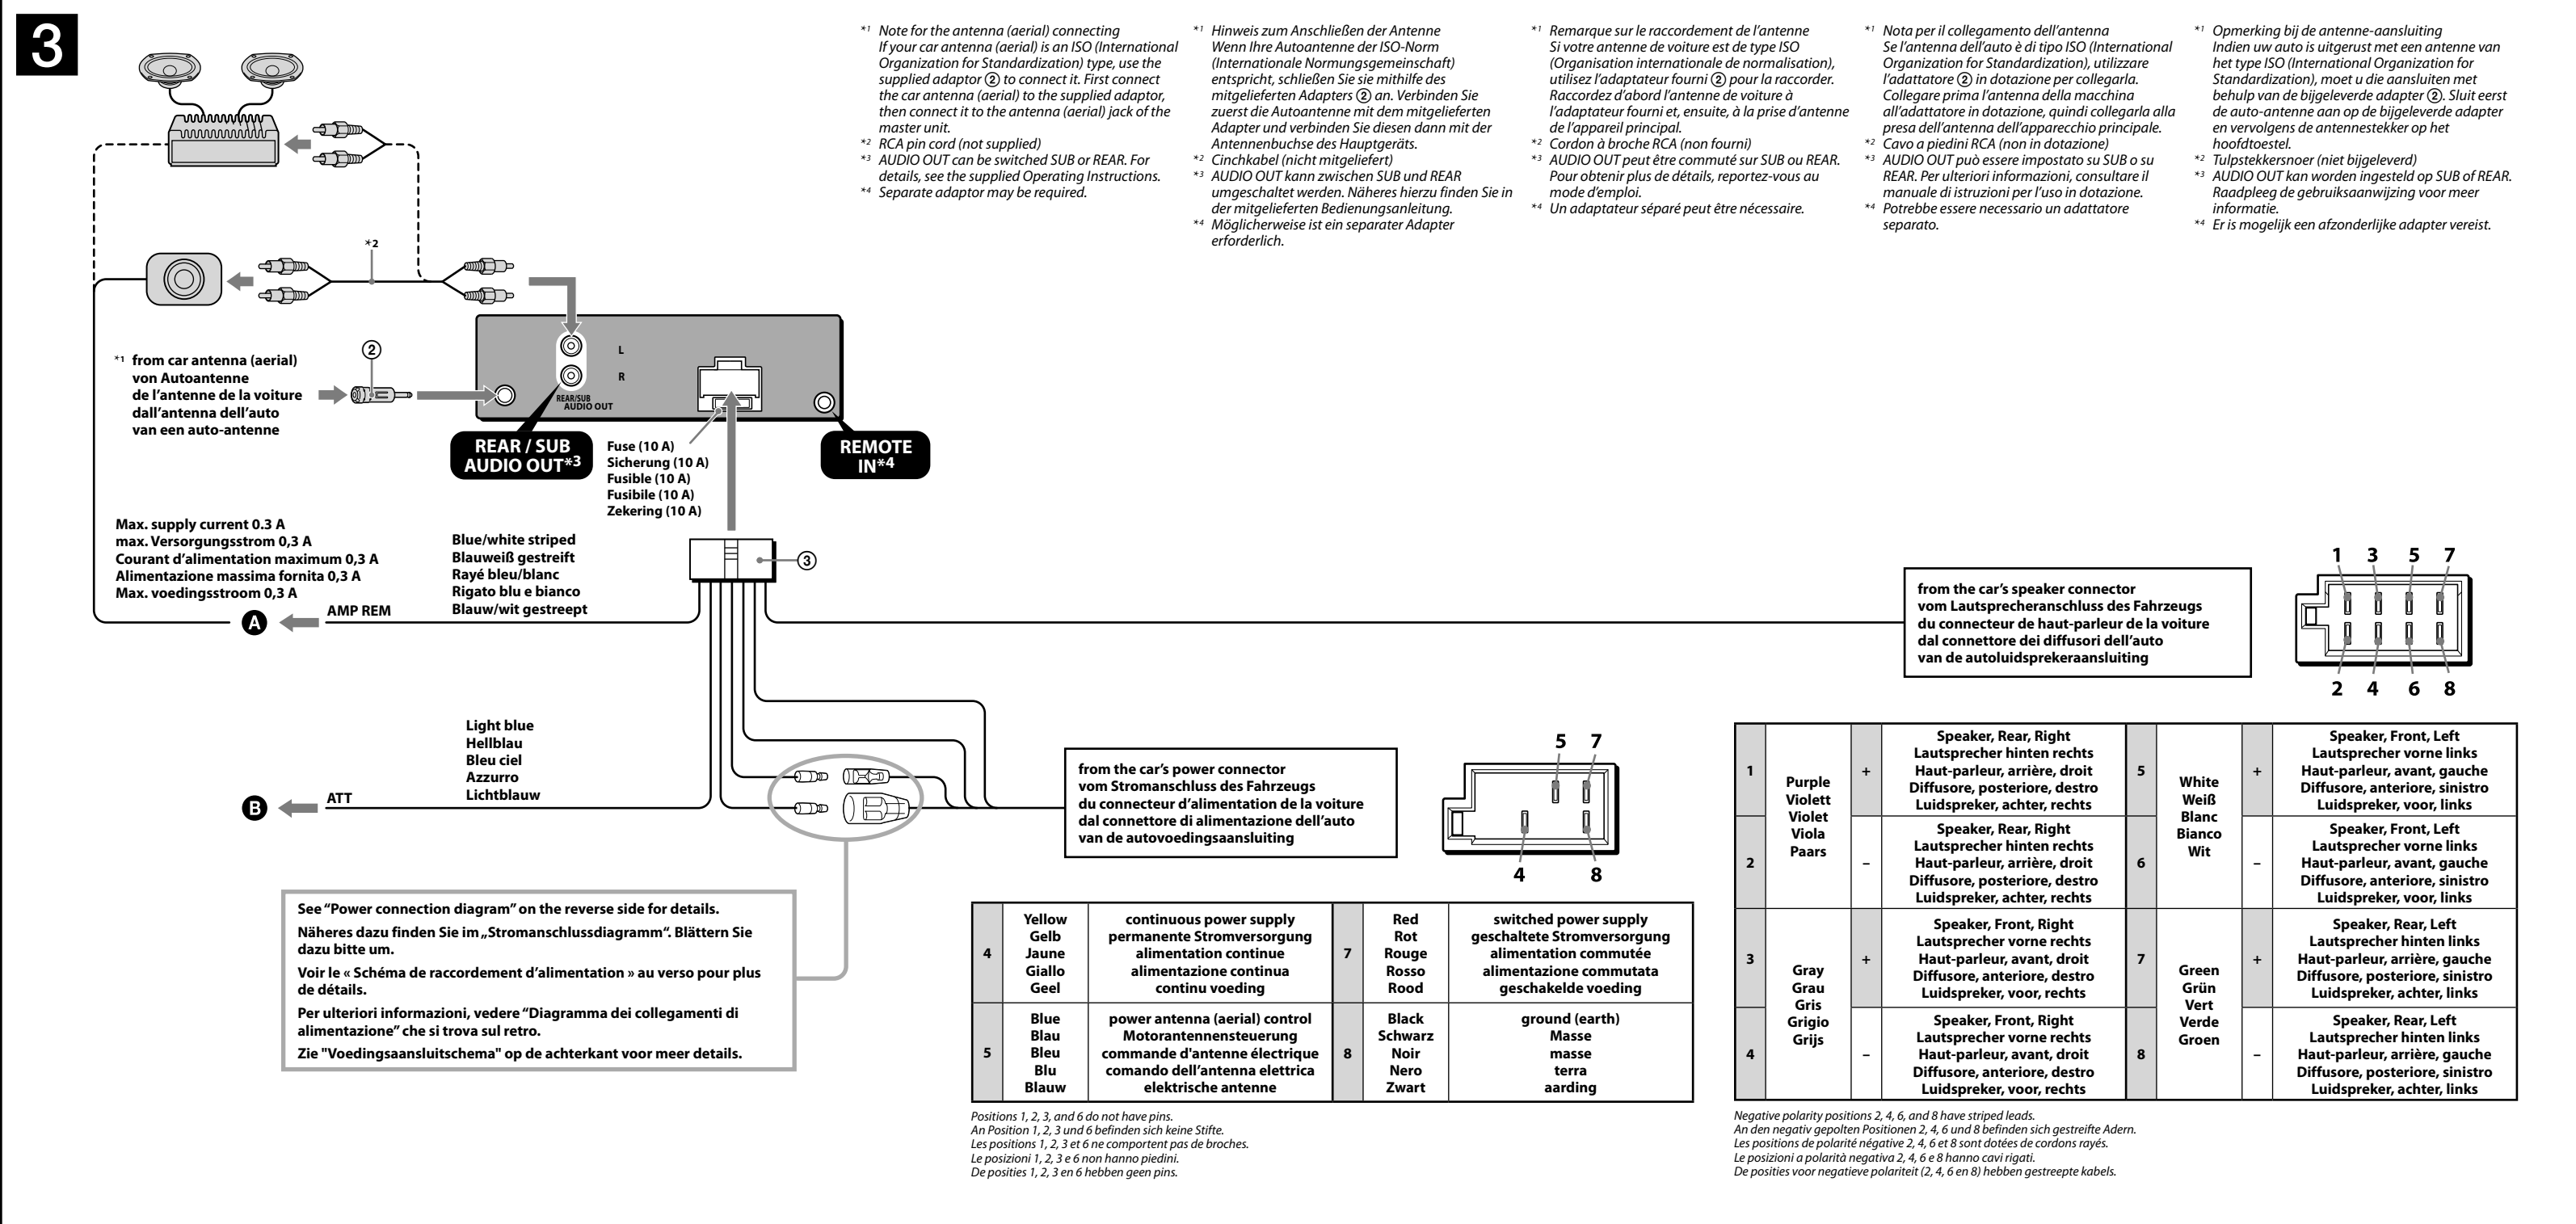 3
*1 Note for the antenna (aerial) connecting
If your car antenna (aerial) is an ISO (International
Organization for Standardization) type, use the
supplied adaptor ② to connect it. First connect
the car antenna (aerial) to the supplied adaptor,
then connect it to the antenna (aerial) jack of the
master unit.
*2 RCA pin cord (not supplied)
*3 AUDIO OUT can be switched SUB or REAR. For
details, see the supplied Operating Instructions.
*4 Separate adaptor may be required.
*1 Hinweis zum Anschließen der Antenne
Wenn Ihre Autoantenne der ISO-Norm
(Internationale Normungsgemeinschaft)
entspricht, schließen Sie sie mithilfe des
mitgelieferten Adapters ② an. Verbinden Sie
zuerst die Autoantenne mit dem mitgelieferten
Adapter und verbinden Sie diesen dann mit der
Antennenbuchse des Hauptgeräts.
*2 Cinchkabel (nicht mitgeliefert)
*3 AUDIO OUT kann zwischen SUB und REAR
umgeschaltet werden. Näheres hierzu finden Sie in
der mitgelieferten Bedienungsanleitung.
*4 Möglicherweise ist ein separater Adapter
erforderlich.
*1 Remarque sur le raccordement de l’antenne
Si votre antenne de voiture est de type ISO
(Organisation internationale de normalisation),
utilisez l’adaptateur fourni ② pour la raccorder.
Raccordez d’abord l’antenne de voiture à
l’adaptateur fourni et, ensuite, à la prise d’antenne
de l’appareil principal.
*2 Cordon à broche RCA (non fourni)
*3 AUDIO OUT peut être commuté sur SUB ou REAR.
Pour obtenir plus de détails, reportez-vous au
mode d’emploi.
*4 Un adaptateur séparé peut être nécessaire.
*1 Nota per il collegamento dell’antenna
Se l’antenna dell’auto è di tipo ISO (International
Organization for Standardization), utilizzare
l’adattatore ② in dotazione per collegarla.
Collegare prima l’antenna della macchina
all’adattatore in dotazione, quindi collegarla alla
presa dell’antenna dell’apparecchio principale.
*2 Cavo a piedini RCA (non in dotazione)
*3 AUDIO OUT può essere impostato su SUB o su
REAR. Per ulteriori informazioni, consultare il
manuale di istruzioni per l’uso in dotazione.
*4 Potrebbe essere necessario un adattatore
separato.
*1 Opmerking bij de antenne-aansluiting
Indien uw auto is uitgerust met een antenne van
het type ISO (International Organization for
Standardization), moet u die aansluiten met
behulp van de bijgeleverde adapter ②. Sluit eerst
de auto-antenne aan op de bijgeleverde adapter
en vervolgens de antennestekker op het
hoofdtoestel.
*2 Tulpstekkersnoer (niet bijgeleverd)
*3 AUDIO OUT kan worden ingesteld op SUB of REAR.
Raadpleeg de gebruiksaanwijzing voor meer
informatie.
*4 Er is mogelijk een afzonderlijke adapter vereist.
*2
*1 from car antenna (aerial)
von Autoantenne
de l’antenne de la voiture
dall’antenna dell’auto
van een auto-antenne
②
L
R
REAR/SUB
AUDIO OUT
REAR / SUB
AUDIO OUT*3
Fuse (10 A)
Sicherung (10 A)
Fusible (10 A)
Fusibile (10 A)
Zekering (10 A)
REMOTE
IN*4
Max. supply current 0.3 A
max. Versorgungsstrom 0,3 A
Courant d’alimentation maximum 0,3 A
Alimentazione massima fornita 0,3 A
Max. voedingsstroom 0,3 A
Blue/white striped
Blauweiß gestreift
Rayé bleu/blanc
Rigato blu e bianco
Blauw/wit gestreept
③
A
AMP REM
from the car’s speaker connector
vom Lautsprecheranschluss des Fahrzeugs
du connecteur de haut-parleur de la voiture
dal connettore dei diffusori dell’auto
van de autoluidsprekeraansluiting
1 3 5 7
2 4 6 8
Light blue
Hellblau
Bleu ciel
Azzurro
Lichtblauw
B
ATT
from the car’s power connector
vom Stromanschluss des Fahrzeugs
du connecteur d’alimentation de la voiture
dal connettore di alimentazione dell’auto
van de autovoedingsaansluiting
5 7
4 8
See “Power connection diagram” on the reverse side for details.
Näheres dazu finden Sie im „Stromanschlussdiagramm“. Blättern Sie
dazu bitte um.
Voir le « Schéma de raccordement d’alimentation » au verso pour plus
de détails.
Per ulteriori informazioni, vedere “Diagramma dei collegamenti di
alimentazione” che si trova sul retro.
Zie "Voedingsaansluitschema" op de achterkant voor meer details.
4
Yellow
Gelb
Jaune
Giallo
Geel
continuous power supply
permanente Stromversorgung
alimentation continue
alimentazione continua
continu voeding
7
Red
Rot
Rouge
Rosso
Rood
switched power supply
geschaltete Stromversorgung
alimentation commutée
alimentazione commutata
geschakelde voeding
5
Blue
Blau
Bleu
Blu
Blauw
power antenna (aerial) control
Motorantennensteuerung
commande d'antenne électrique
comando dell’antenna elettrica
elektrische antenne
8
Black
Schwarz
Noir
Nero
Zwart
ground (earth)
Masse
masse
terra
aarding
Positions 1, 2, 3, and 6 do not have pins.
An Position 1, 2, 3 und 6 befinden sich keine Stifte.
Les positions 1, 2, 3 et 6 ne comportent pas de broches.
Le posizioni 1, 2, 3 e 6 non hanno piedini.
De posities 1, 2, 3 en 6 hebben geen pins.
1
Purple
Violett
Violet
Viola
Paars
+
Speaker, Rear, Right
Lautsprecher hinten rechts
Haut-parleur, arrière, droit
Diffusore, posteriore, destro
Luidspreker, achter, rechts
5
White
Weiß
Blanc
Bianco
Wit
+
Speaker, Front, Left
Lautsprecher vorne links
Haut-parleur, avant, gauche
Diffusore, anteriore, sinistro
Luidspreker, voor, links
2
–
Speaker, Rear, Right
Lautsprecher hinten rechts
Haut-parleur, arrière, droit
Diffusore, posteriore, destro
Luidspreker, achter, rechts
6
–
Speaker, Front, Left
Lautsprecher vorne links
Haut-parleur, avant, gauche
Diffusore, anteriore, sinistro
Luidspreker, voor, links
3
Gray
Grau
Gris
Grigio
Grijs
+
Speaker, Front, Right
Lautsprecher vorne rechts
Haut-parleur, avant, droit
Diffusore, anteriore, destro
Luidspreker, voor, rechts
7
Green
Grün
Vert
Verde
Groen
+
Speaker, Rear, Left
Lautsprecher hinten links
Haut-parleur, arrière, gauche
Diffusore, posteriore, sinistro
Luidspreker, achter, links
4
–
Speaker, Front, Right
Lautsprecher vorne rechts
Haut-parleur, avant, droit
Diffusore, anteriore, destro
Luidspreker, voor, rechts
8
–
Speaker, Rear, Left
Lautsprecher hinten links
Haut-parleur, arrière, gauche
Diffusore, posteriore, sinistro
Luidspreker, achter, links
Negative polarity positions 2, 4, 6, and 8 have striped leads.
An den negativ gepolten Positionen 2, 4, 6 und 8 befinden sich gestreifte Adern.
Les positions de polarité négative 2, 4, 6 et 8 sont dotées de cordons rayés.
Le posizioni a polarità negativa 2, 4, 6 e 8 hanno cavi rigati.
De posities voor negatieve polariteit (2, 4, 6 en 8) hebben gestreepte kabels.